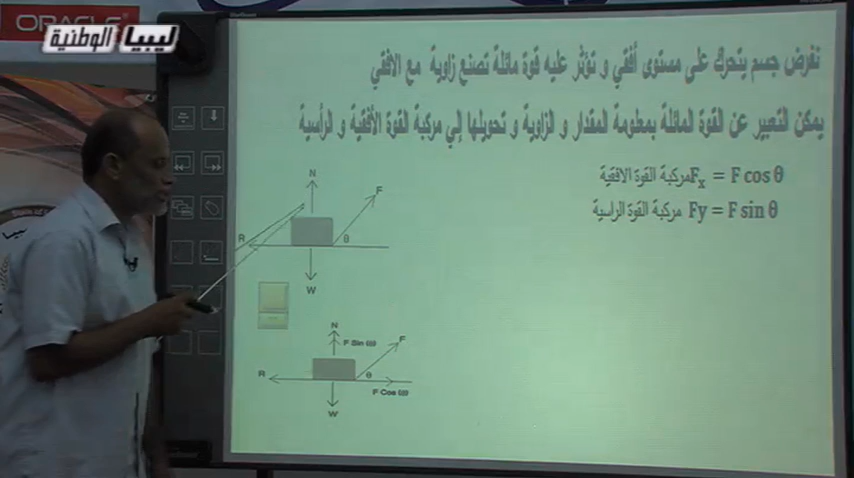 ORACLE
ليبيا الوطنية
نفرض جسم يتحرك على مستوى أفقي و تؤثر عليه قوة مائلة تصنع زاوية مع الافقي
يمكن التعبير عن القوة المائلة بمعلومة المقدار و الزاوية و تحويلها إلي مركبة القوة الأفقية و الرأسية
مركبة القوة الافقية Fx = F cos θ
مركبة القوة الراسية Fy = F sin θ
N
F
R
θ
W
N
F Sin (θ)
F
R
θ
F Cos (θ)
W